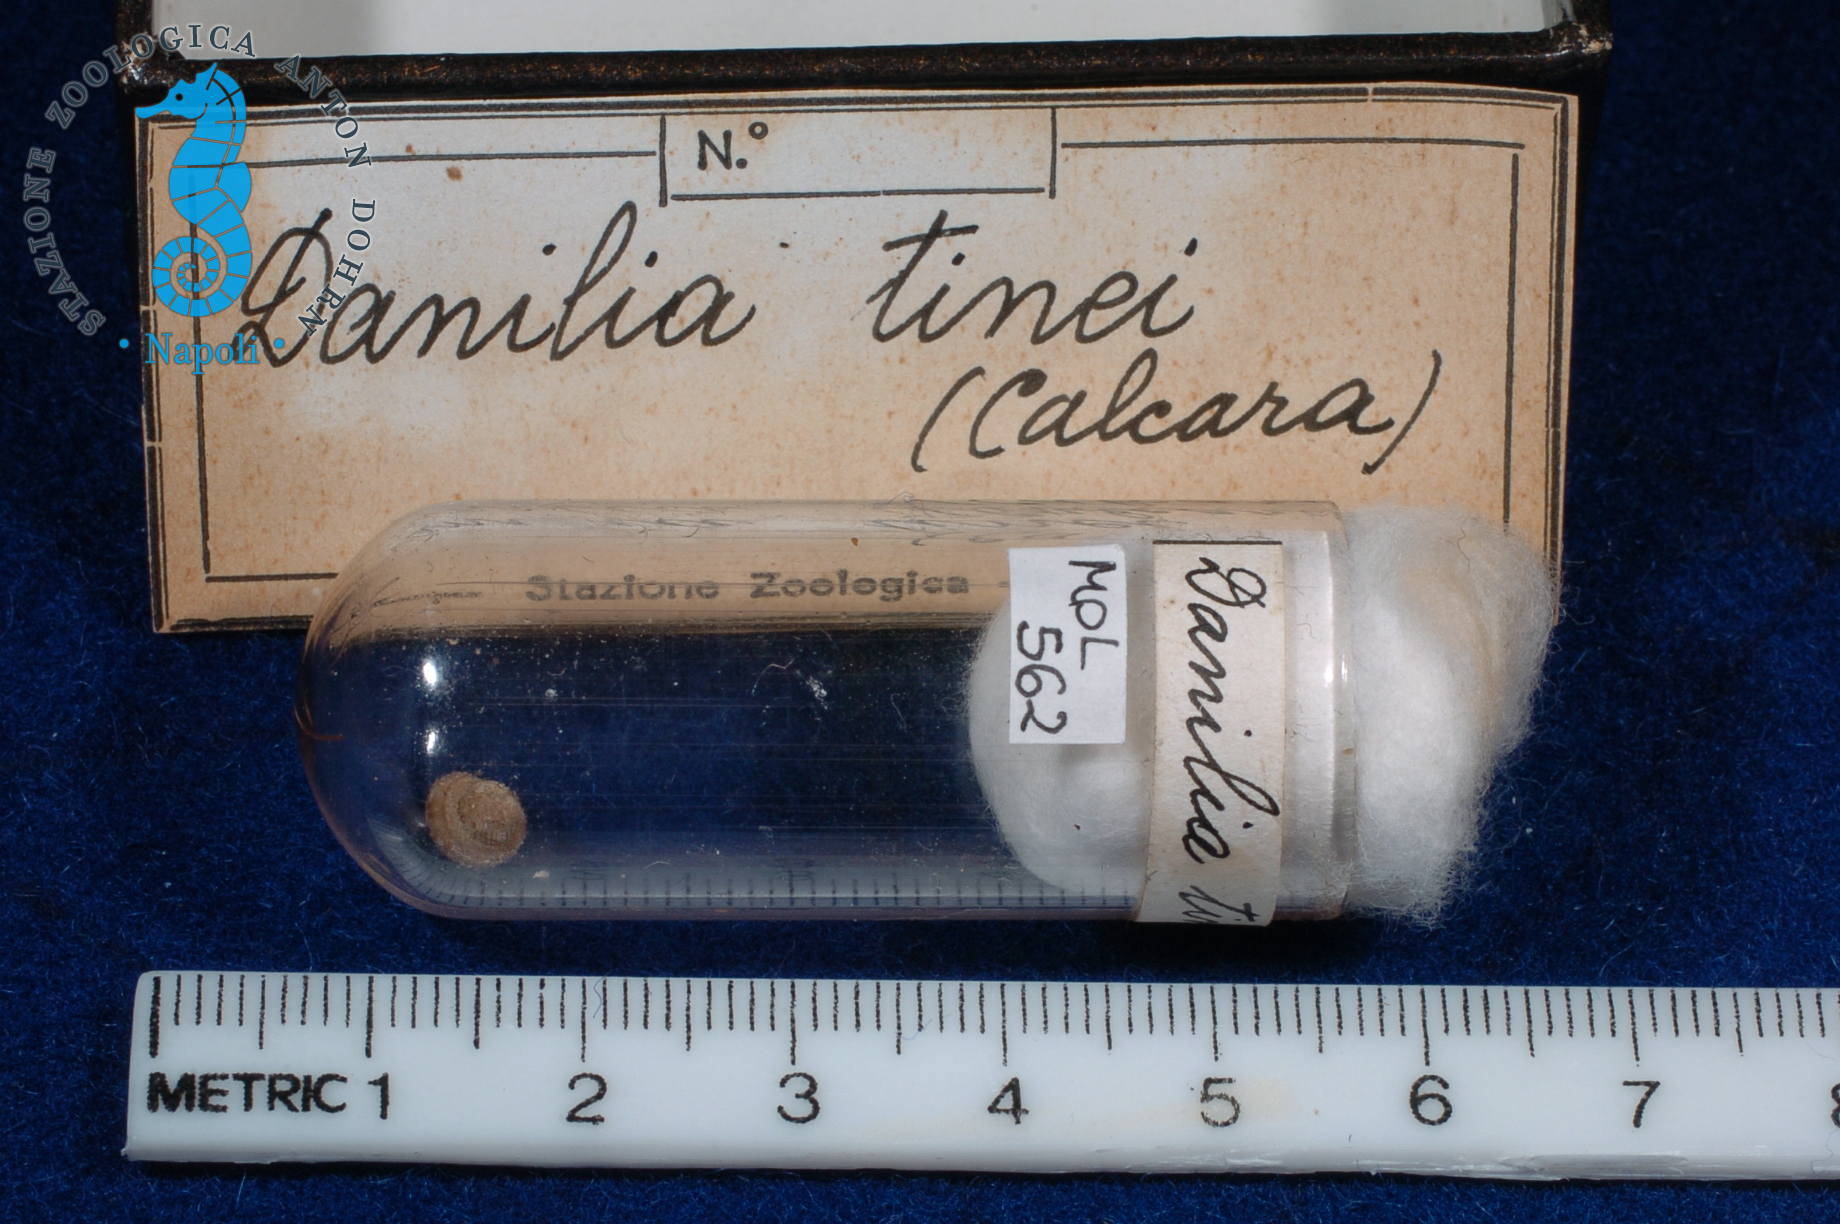 STAZIONE ZOOLOGICA ANTON DOHRN
• Napoli •
N.º
Danilia tinei
(Calcara)
Stazione Zoologica -
MOL
562
Danilia ti
METRIC 1 2 3 4 5 6 7 8